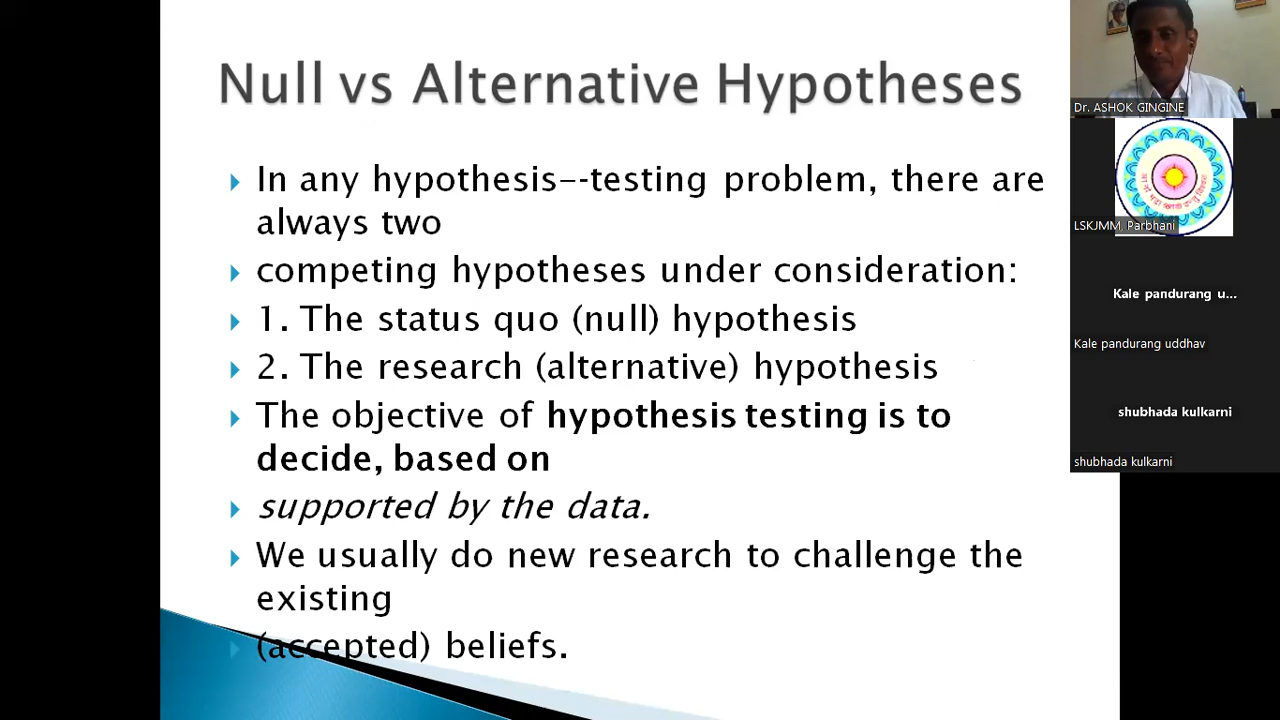 Null vs Alternative Hypotheses
In any hypothesis--testing problem, there are
always two
competing hypotheses under consideration:
1. The status quo (null) hypothesis
2. The research (alternative) hypothesis
The objective of hypothesis testing is to
decide, based on
supported by the data.
We usually do new research to challenge the
existing
(accepted) beliefs.
Dr. ASHOK GINGINE
LSKJMM, Parbhani
Kale pandurang u...
Kale pandurang uddhav
shubhada kulkarni
shubhada kulkarni